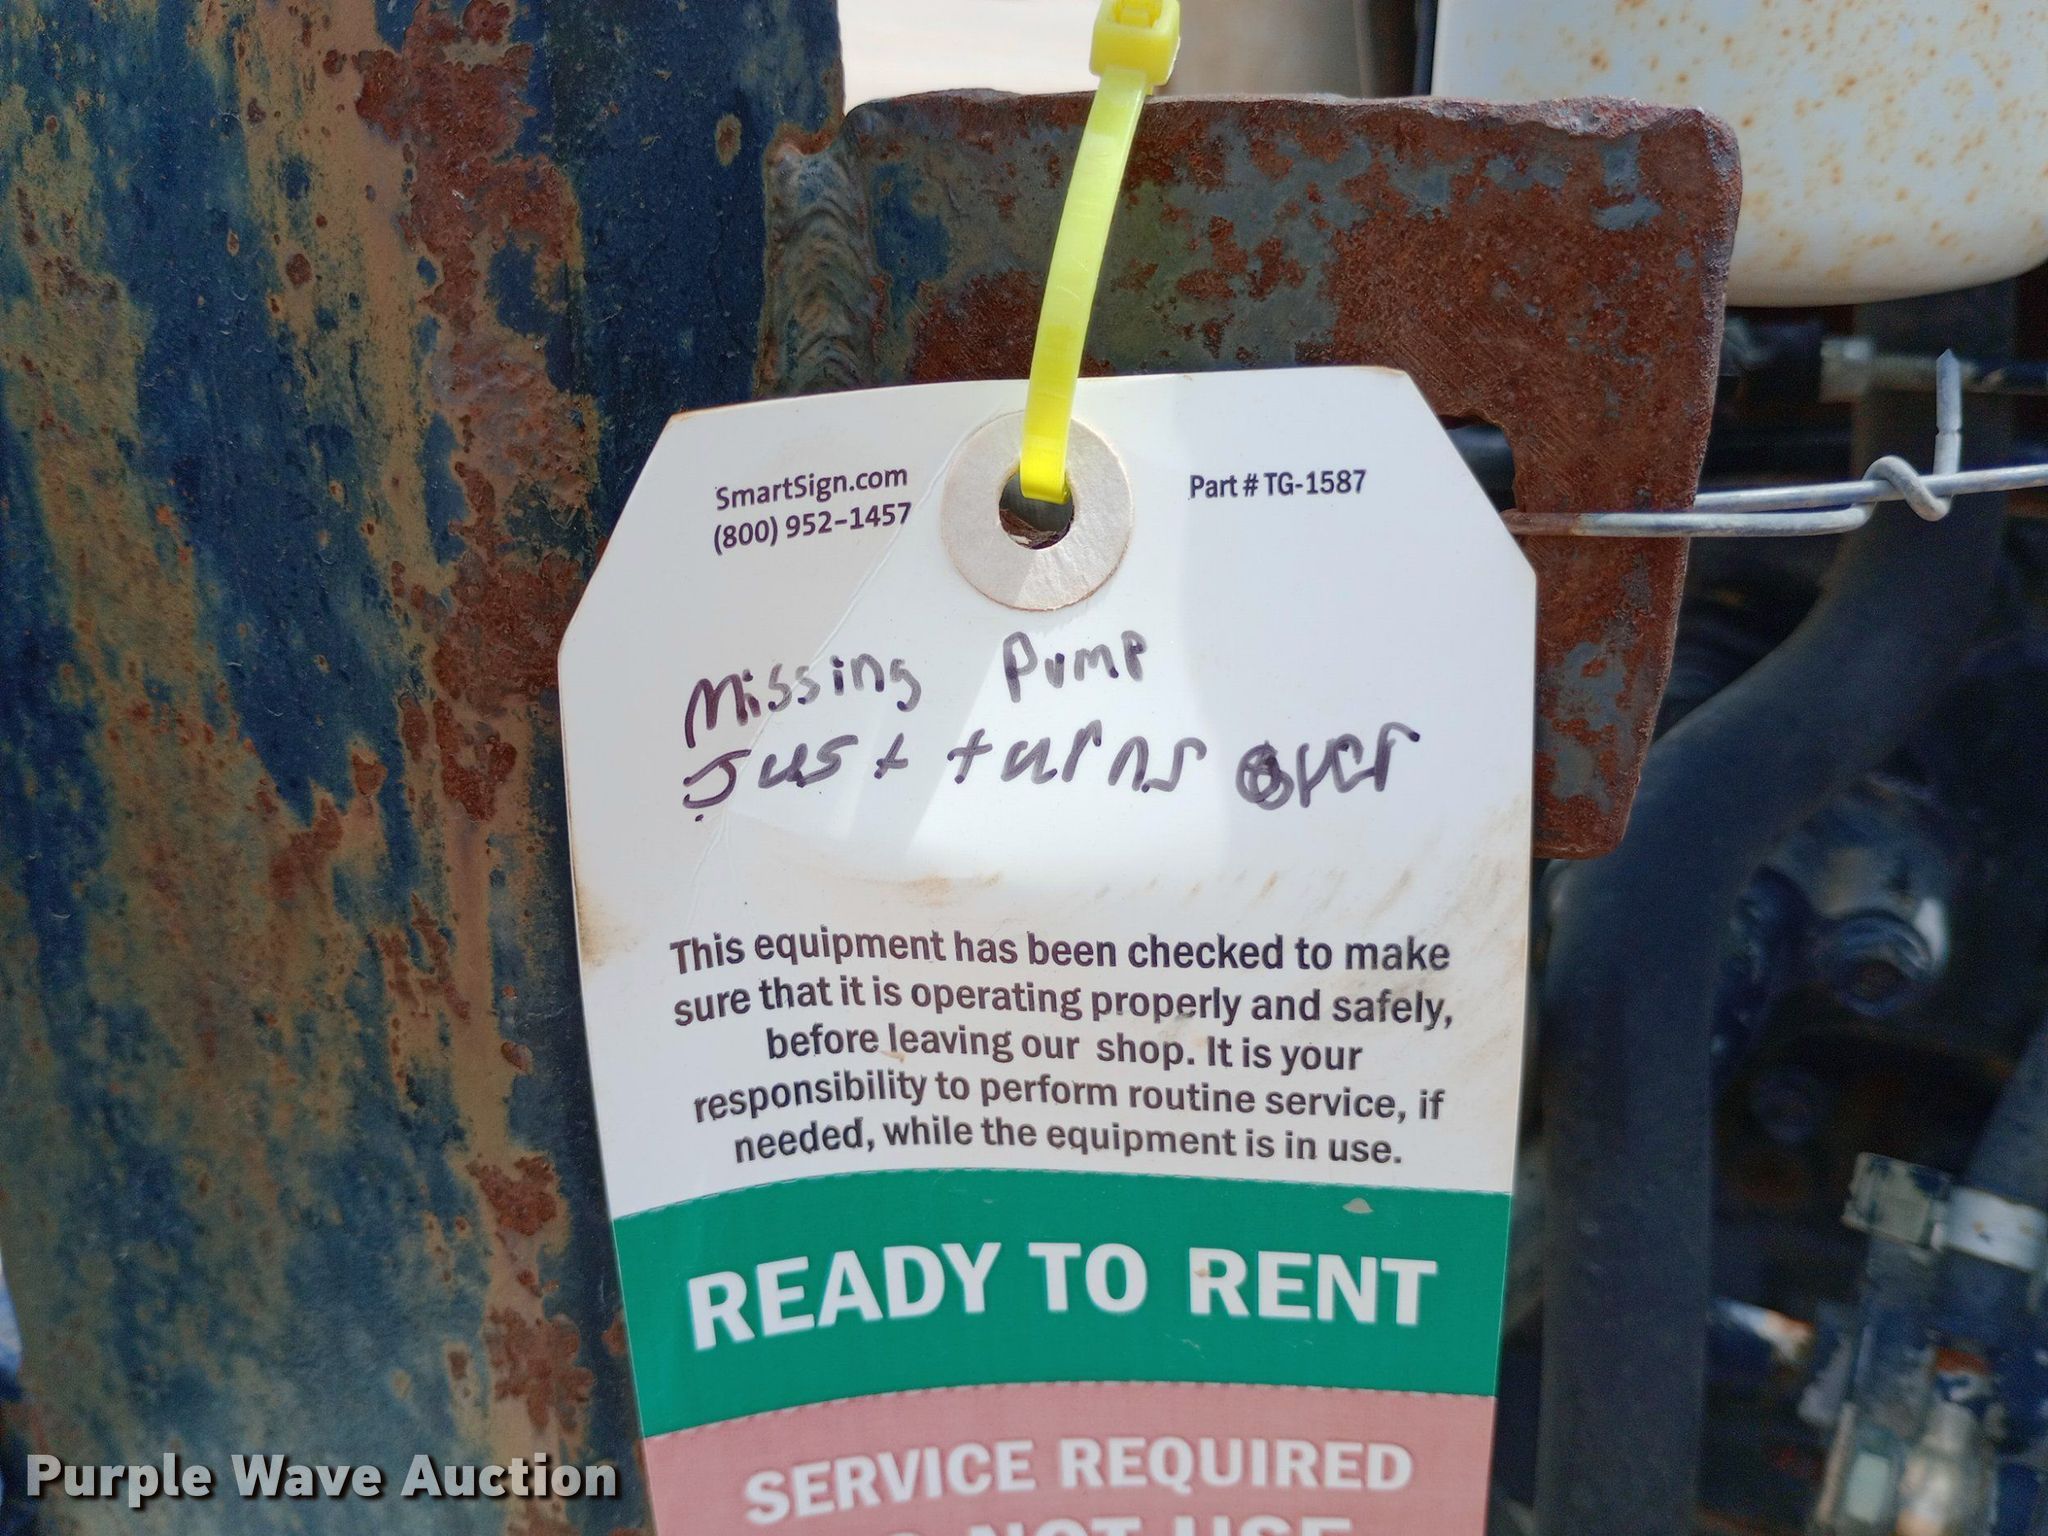 SmartSign.com
(800) 952-1457
Part # TG-1587
Missing Pump
Just turns over
This equipment has been checked to make
sure that it is operating properly and safely,
before leaving our shop. It is your
responsibility to perform routine service, if
needed, while the equipment is in use.
READY TO RENT
SERVICE REQUIRED
NOT USE
Purple Wave Auction